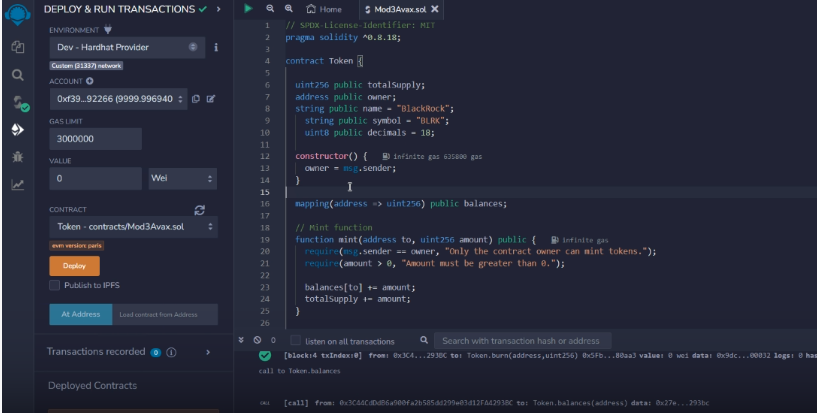 DEPLOY & RUN TRANSACTIONS
ENVIRONMENT
Dev - Hardhat Provider
Custom (31337) network
ACCOUNT
0xf39...92266 (9999.996940
GAS LIMIT
3000000
VALUE
0
Wei
CONTRACT
Token - contracts/Mod3Avax.sol
evm version: paris
Deploy
Publish to IPFS
At Address
Load contract from Address
Transactions recorded 0 i
Deployed Contracts
Home
Mod3Avax.sol
1 // SPDX-License-Identifier: MIT
2 pragma solidity ^0.8.18;
3
4 contract Token {
5
6 uint256 public totalSupply;
7 address public owner;
8 string public name = "BlackRock";
9 string public symbol = "BLRK";
10 uint8 public decimals = 18;
11
12 constructor() { infinite gas 635800 gas
13 owner = msg.sender;
14 }
15
16 mapping(address => uint256) public balances;
17
18 // Mint function
19 function mint(address to, uint256 amount) public { infinite gas
20 require(msg.sender == owner, "Only the contract owner can mint tokens.");
21 require(amount > 0, "Amount must be greater than 0.");
22
23 balances[to] += amount;
24 totalSupply += amount;
25 }
26
0
listen on all transactions
Search with transaction hash or address
[block:4 txIndex:0] from: 0x3C4...293BC to: Token.burn(address,uint256) 0x5Fb...80aa3 value: 0 wei data: 0x9dc...00032 logs: 0 has
call to Token.balances
[call] from: 0x3C44CdDdB6a900fa2b585dd299e03d12FA4293BC to: Token.balances(address) data: 0x27e...293bc